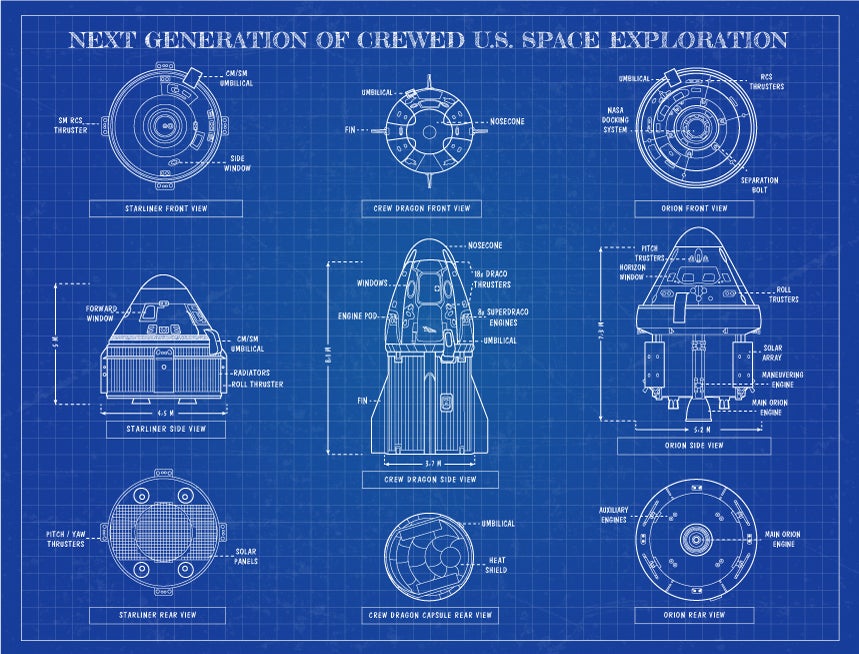 NEXT GENERATION OF CREWED U.S. SPACE EXPLORATION
CM/SM
UMBILICAL
SM RCS
THRUSTER
SIDE
WINDOW
STARLINER FRONT VIEW
UMBILICAL
FIN
NOSECONE
CREW DRAGON FRONT VIEW
UMBILICAL
RCS
THRUSTERS
NASA
DOCKING
SYSTEM
SEPARATION
BOLT
ORION FRONT VIEW
FORWARD
WINDOW
CM/SM
UMBILICAL
RADIATORS
ROLL THRUSTER
5 M
4.5 M
STARLINER SIDE VIEW
NOSECONE
WINDOWS
18x DRACO
THRUSTERS
ENGINE POD
8x SUPERDRACO
ENGINES
UMBILICAL
FIN
8.1 M
3.7 M
CREW DRAGON SIDE VIEW
PITCH
TRUSTERS
HORIZON
WINDOW
ROLL
TRUSTERS
SOLAR
ARRAY
MANEUVERING
ENGINE
MAIN ORION
ENGINE
7.3 M
5.2 M
ORION SIDE VIEW
PITCH / YAW
THRUSTERS
SOLAR
PANELS
STARLINER REAR VIEW
UMBILICAL
HEAT
SHIELD
CREW DRAGON CAPSULE REAR VIEW
AUXILIARY
ENGINES
MAIN ORION
ENGINE
ORION REAR VIEW